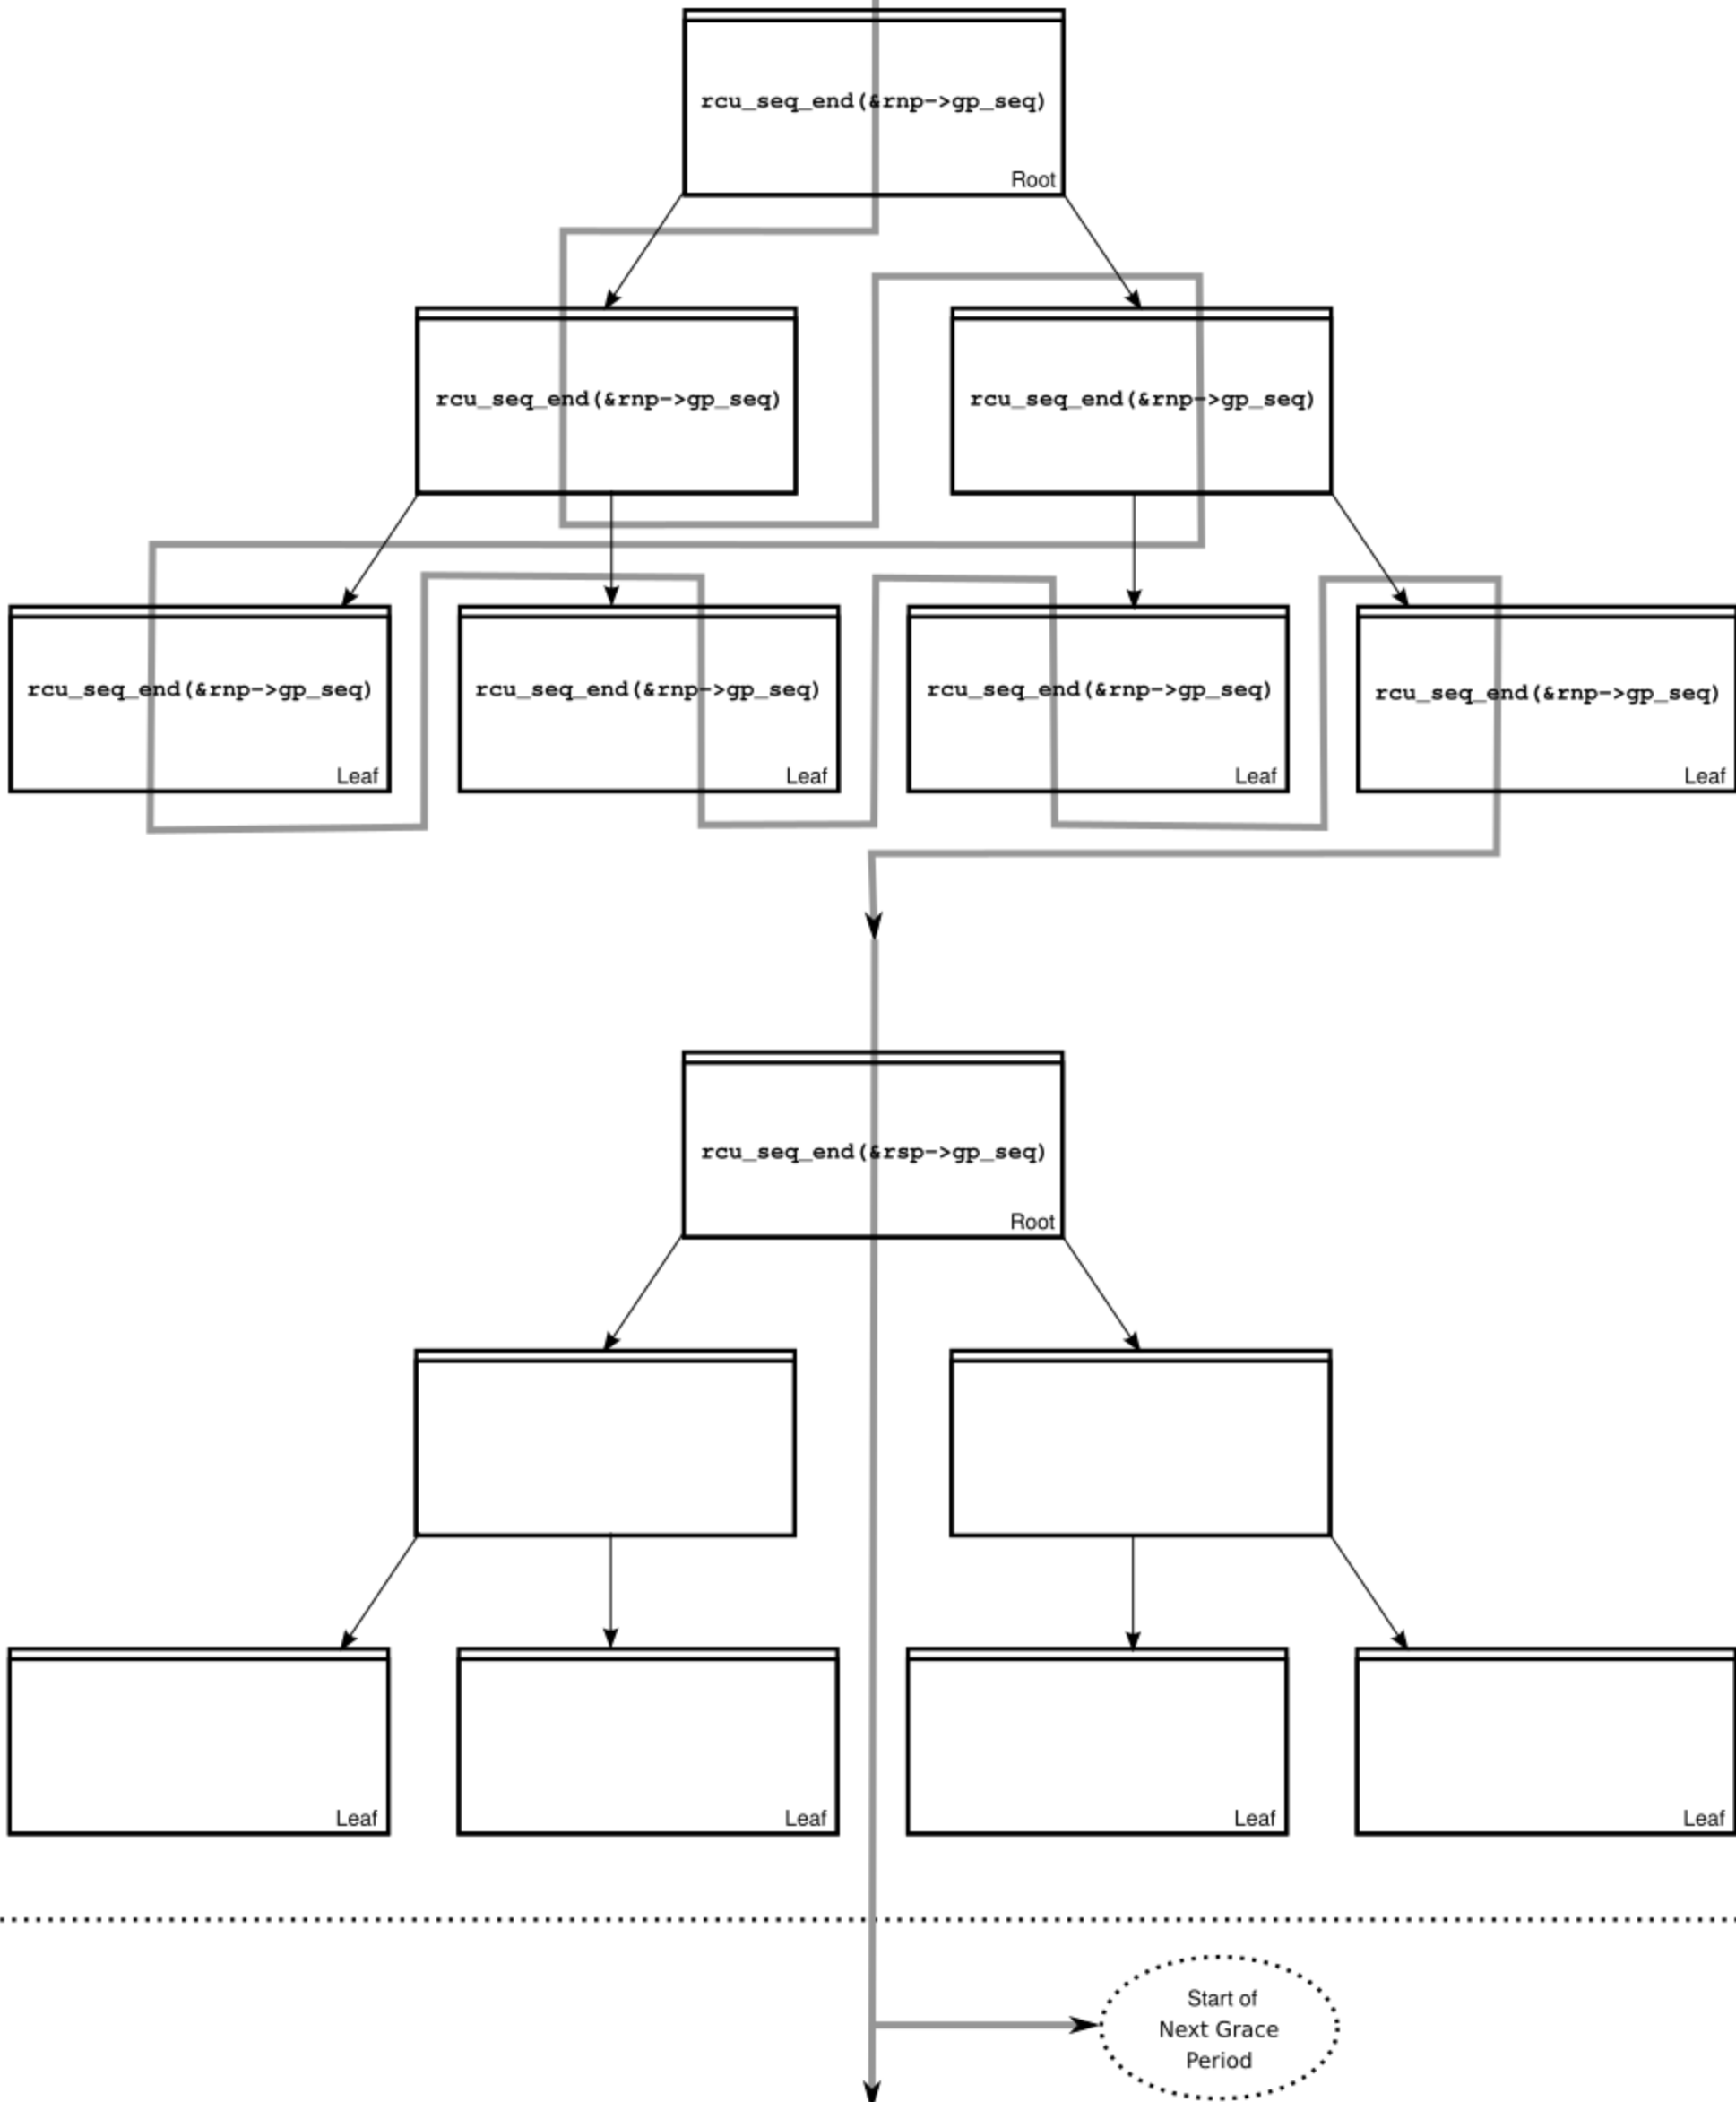 rcu_seq_end(&rnp->gp_seq)
Root
rcu_seq_end(&rnp->gp_seq)
rcu_seq_end(&rnp->gp_seq)
rcu_seq_end(&rnp->gp_seq)
Leaf
rcu_seq_end(&rnp->gp_seq)
Leaf
rcu_seq_end(&rnp->gp_seq)
Leaf
rcu_seq_end(&rnp->gp_seq)
Leaf
rcu_seq_end(&rsp->gp_seq)
Root
Leaf
Leaf
Leaf
Leaf
Start of
Next Grace
Period